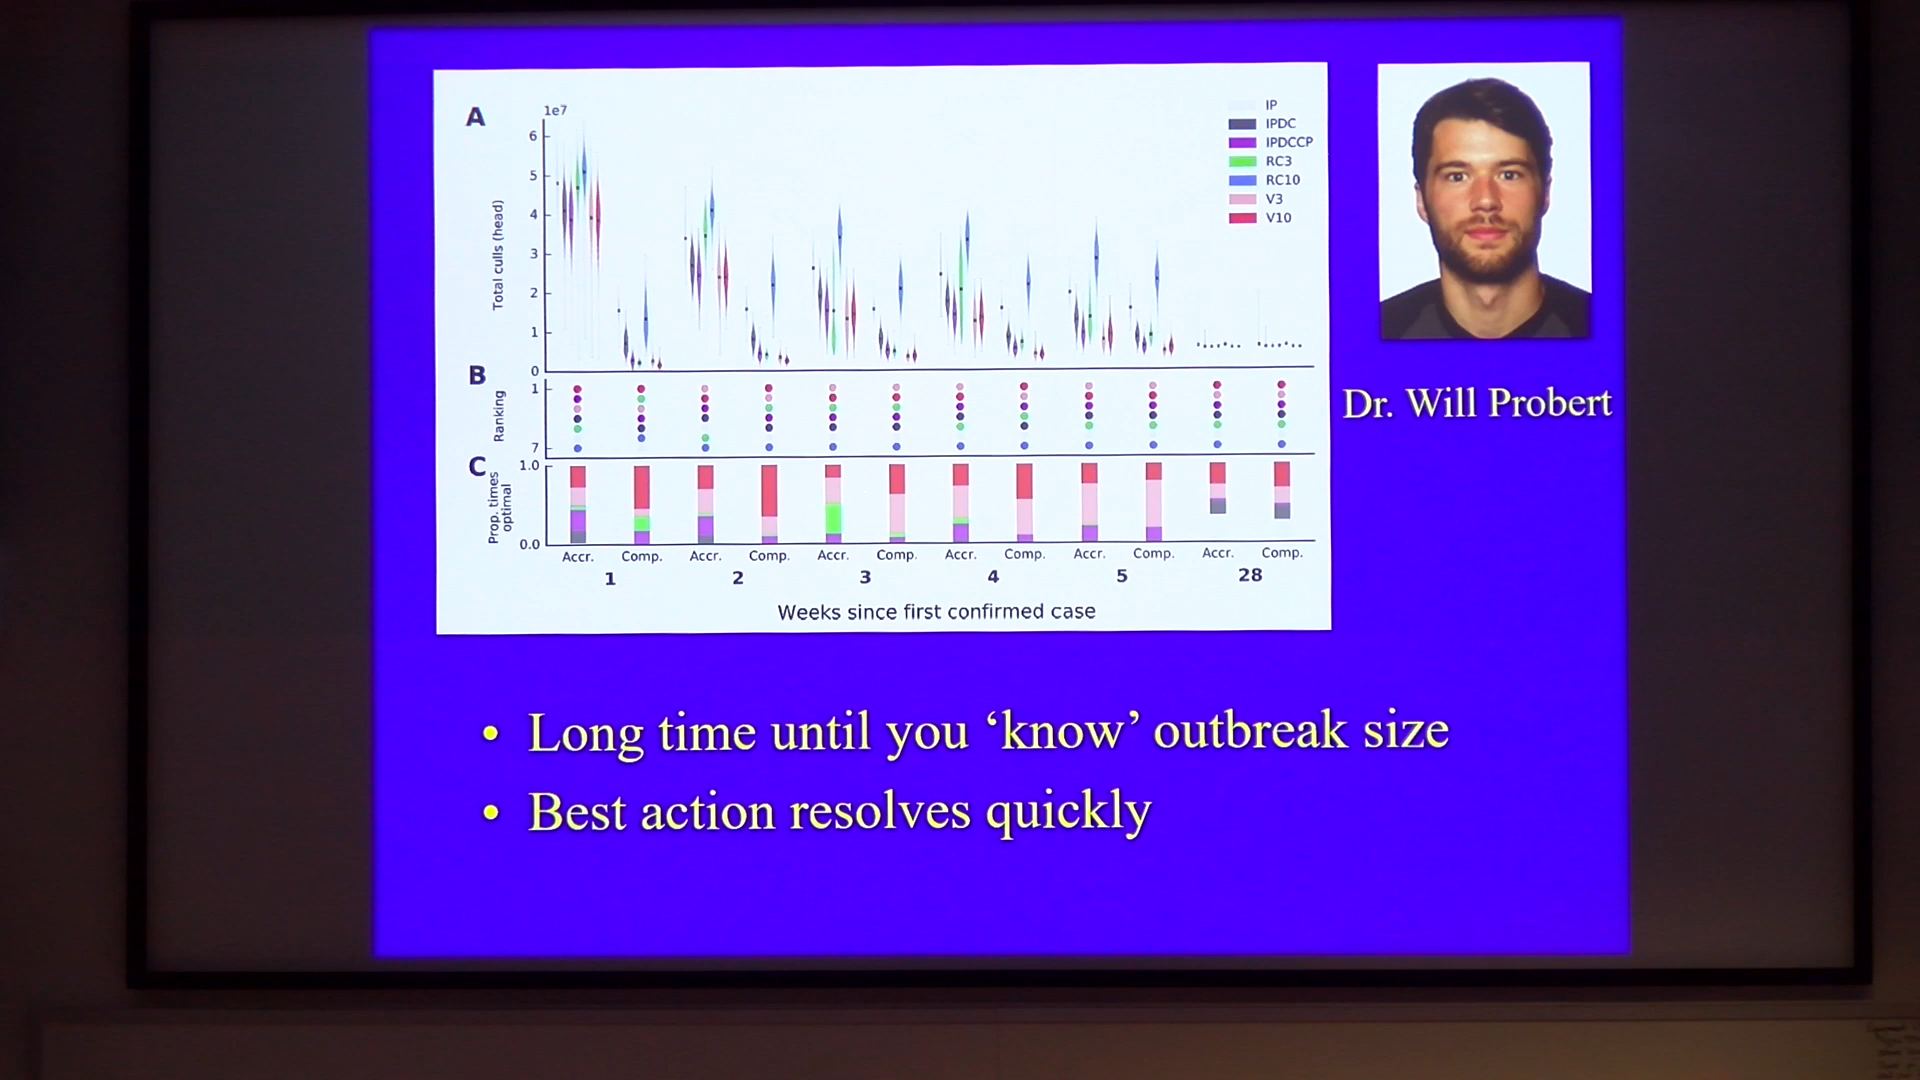 A
1e7
6
5
4
3
2
1
0
Total culls (head)
IP
IPDC
IPDCCP
RC3
RC10
V3
V10
B
1
7
Ranking
C
1.0
0.0
Prop. times
optimal
Accr. Comp. Accr. Comp. Accr. Comp. Accr. Comp. Accr. Comp. Accr. Comp.
1 2 3 4 5 28
Weeks since first confirmed case
Dr. Will Probert
• Long time until you ‘know’ outbreak size
• Best action resolves quickly